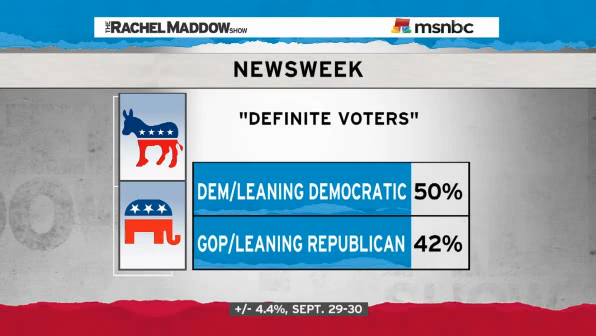 THE RACHEL MADDOW SHOW
msnbc
NEWSWEEK
"DEFINITE VOTERS"
DEM/LEANING DEMOCRATIC 50%
GOP/LEANING REPUBLICAN 42%
+/- 4.4%, SEPT. 29-30